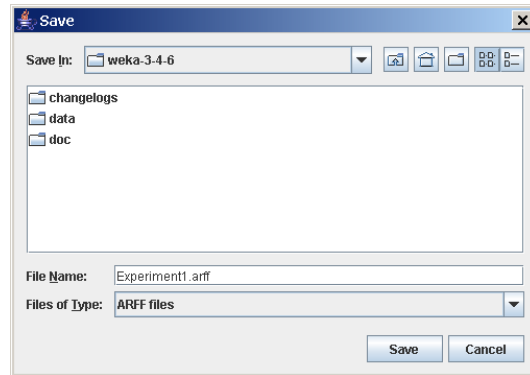 Save
Save In: weka-3-4-6
changelogs
data
doc
File Name: Experiment1.arff
Files of Type: ARFF files
Save Cancel